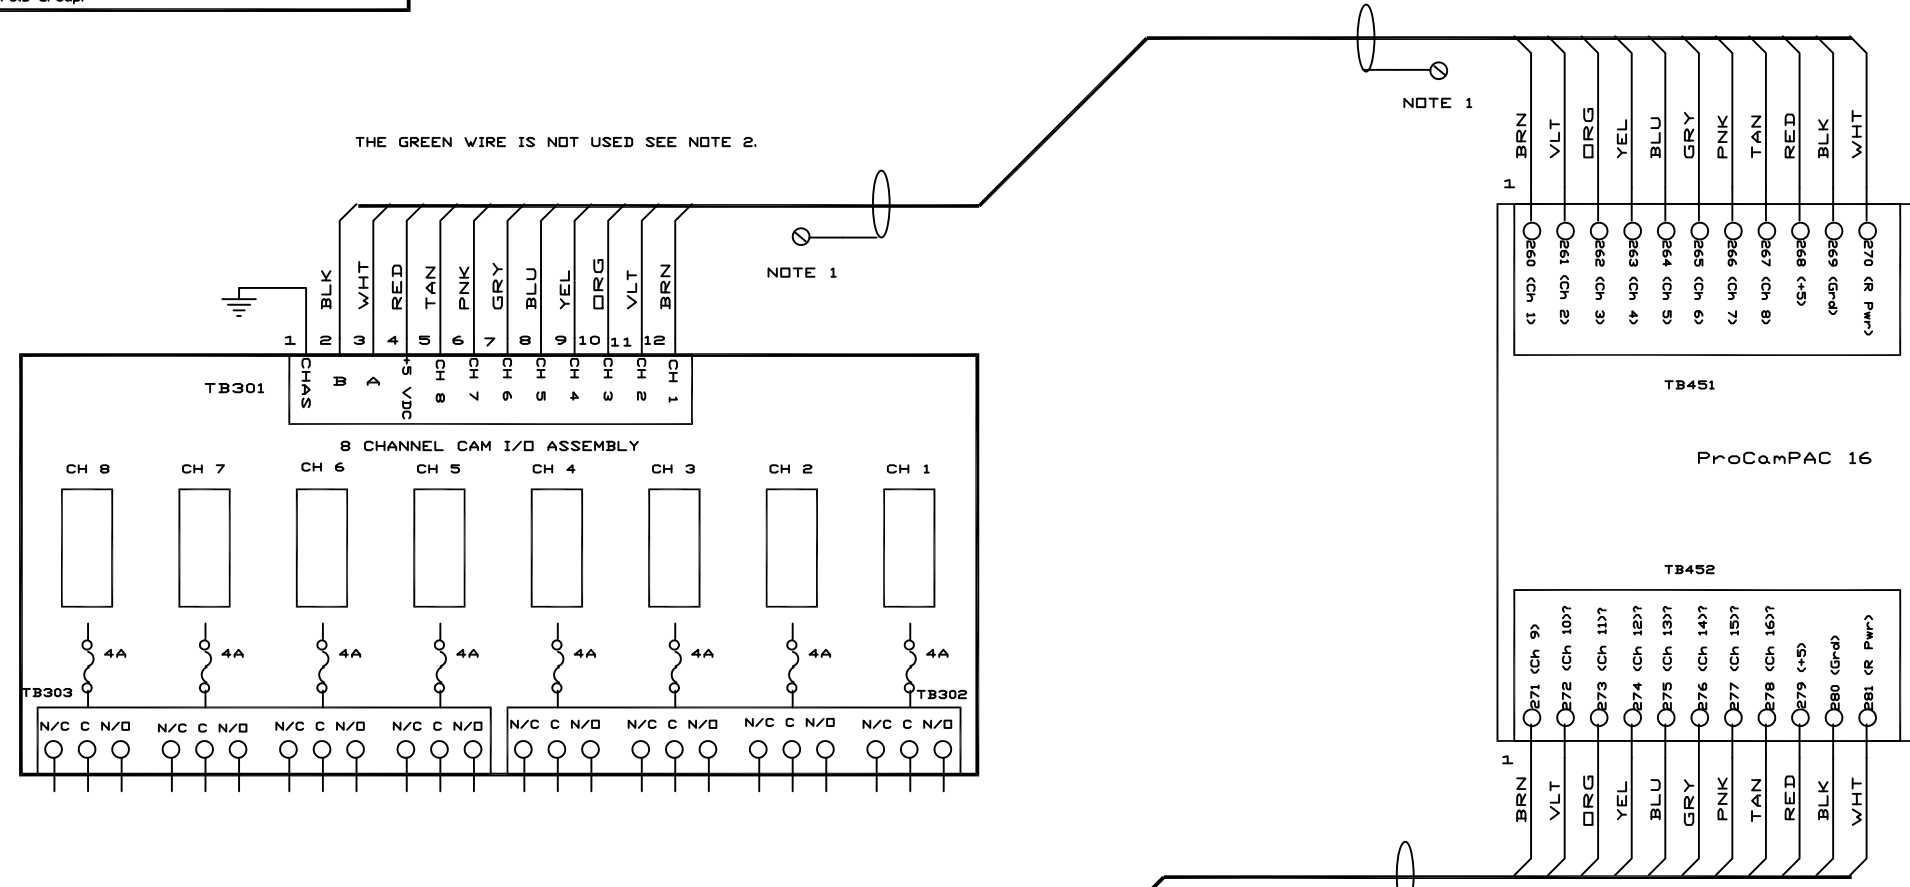 THE GREEN WIRE IS NOT USED SEE NOTE 2.
NOTE 1
NOTE 1
BLK
WHT
RED
TAN
PNK
GRY
BLU
YEL
ORG
VLT
BRN
1 2 3 4 5 6 7 8 9 10 11 12
TB301
CHAS
B
A
+5 VDC
CH 8
CH 7
CH 6
CH 5
CH 4
CH 3
CH 2
CH 1
8 CHANNEL CAM I/O ASSEMBLY
CH 8 CH 7 CH 6 CH 5 CH 4 CH 3 CH 2 CH 1
4A 4A 4A 4A 4A 4A 4A 4A
TB303 TB302
N/C C N/O N/C C N/O N/C C N/O N/C C N/O N/C C N/O N/C C N/O N/C C N/O N/C C N/O
BRN
VLT
ORG
YEL
BLU
GRY
PNK
TAN
RED
BLK
WHT
1
260 (Ch 1)
261 (Ch 2)
262 (Ch 3)
263 (Ch 4)
264 (Ch 5)
265 (Ch 6)
266 (Ch 7)
267 (Ch 8)
268 (+5)
269 (Grd)
270 (R Pwr)
TB451
ProCamPAC 16
TB452
271 (Ch 9)
272 (Ch 10)?
273 (Ch 11)?
274 (Ch 12)?
275 (Ch 13)?
276 (Ch 14)?
277 (Ch 15)?
278 (Ch 16)?
279 (+5)
280 (Grd)
281 (R Pwr)
1
BRN
VLT
ORG
YEL
BLU
GRY
PNK
TAN
RED
BLK
WHT